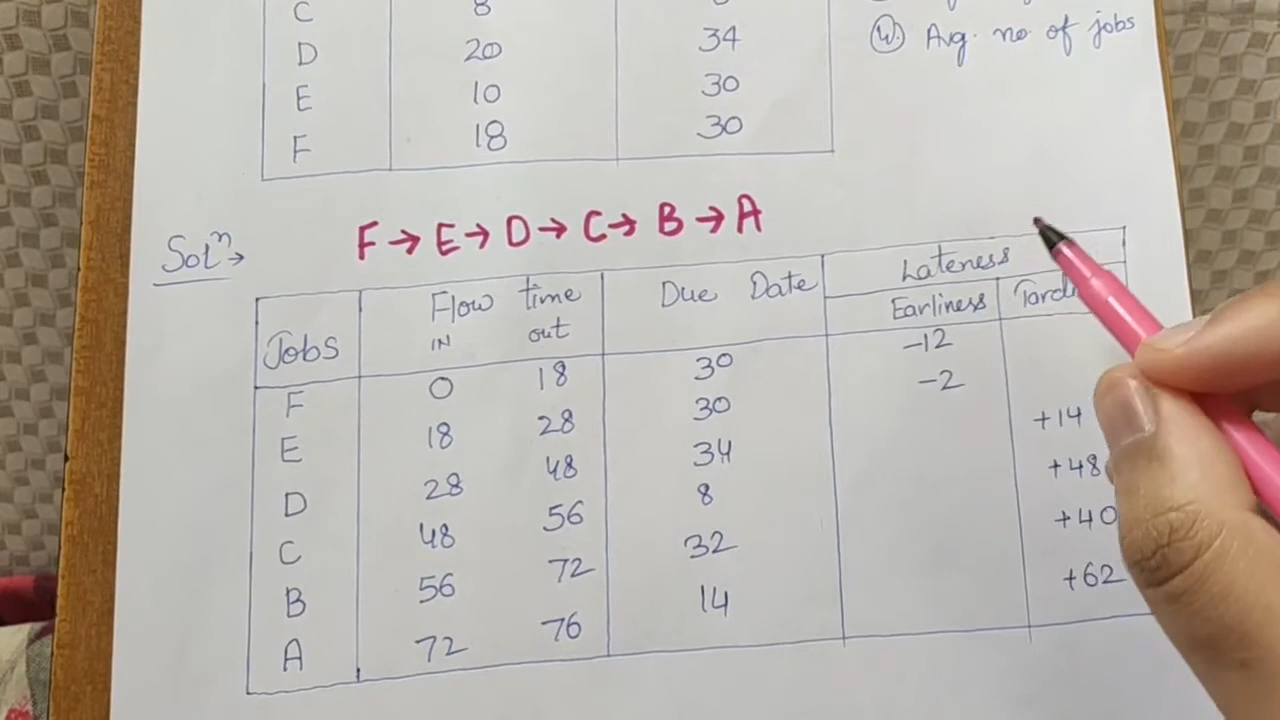 C 8
D 20 34
E 10 30
F 18 30
IV. Avg. no. of jobs
Solⁿ→
F → E → D → C → B → A
Jobs Flow time Due Date Lateness
IN out Earliness
F 0 18 30 -12
E 18 28 30 -2
D 28 48 34 +14
C 48 56 8 +48
B 56 72 32 +40
A 72 76 14 +62